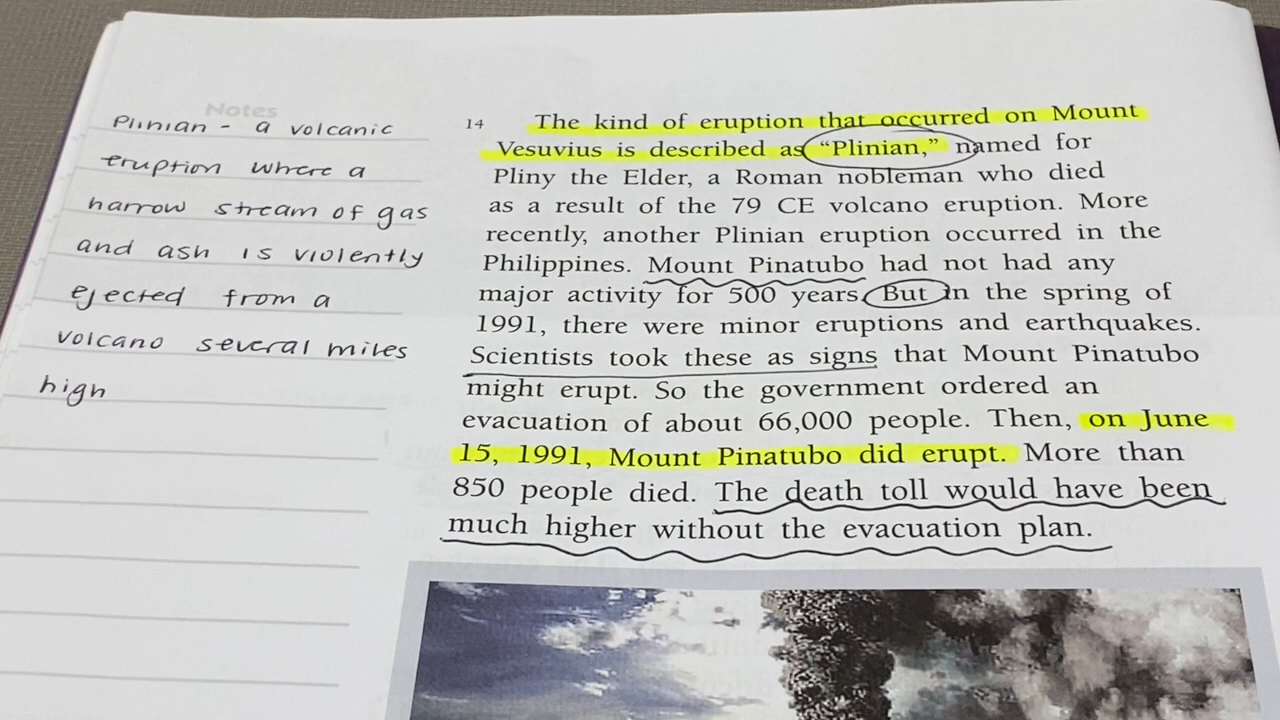 Notes
Plinian - a volcanic
eruption where a
narrow stream of gas
and ash is violently
ejected from a
volcano several miles
high
14 The kind of eruption that occurred on Mount
Vesuvius is described as “Plinian,” named for
Pliny the Elder, a Roman nobleman who died
as a result of the 79 CE volcano eruption. More
recently, another Plinian eruption occurred in the
Philippines. Mount Pinatubo had not had any
major activity for 500 years. But in the spring of
1991, there were minor eruptions and earthquakes.
Scientists took these as signs that Mount Pinatubo
might erupt. So the government ordered an
evacuation of about 66,000 people. Then, on June
15, 1991, Mount Pinatubo did erupt. More than
850 people died. The death toll would have been
much higher without the evacuation plan.